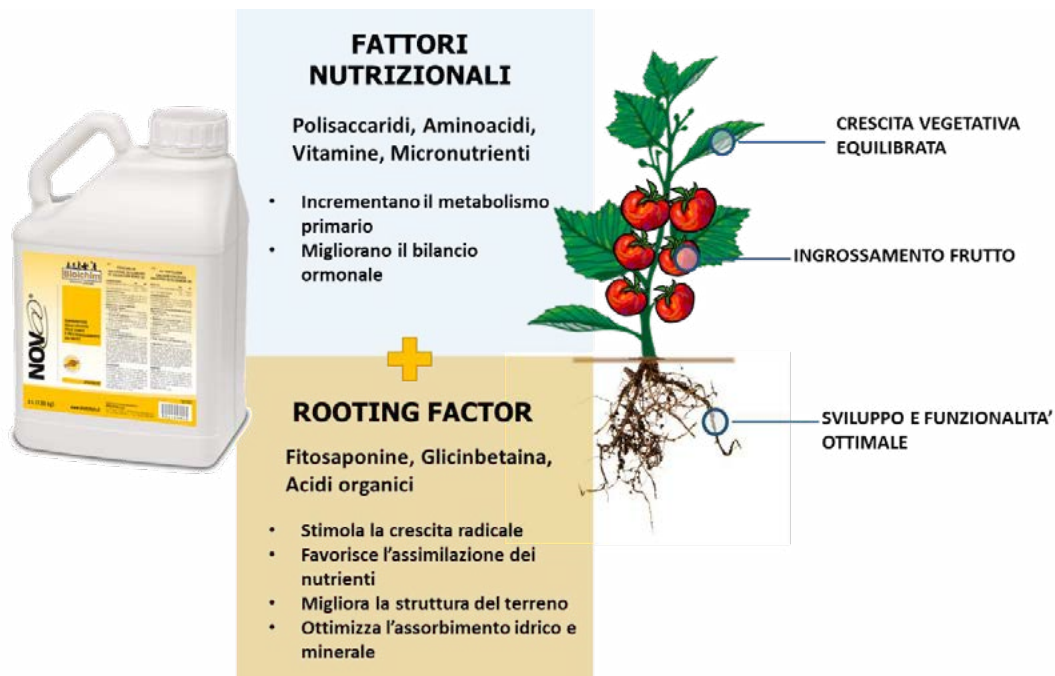 FATTORI
NUTRIZIONALI
Polisaccaridi, Aminoacidi,
Vitamine, Micronutrienti
• Incrementano il metabolismo
primario
• Migliorano il bilancio
ormonale
ROOTING FACTOR
Fitosaponine, Glicinbetaina,
Acidi organici
• Stimola la crescita radicale
• Favorisce l'assimilazione dei
nutrienti
• Migliora la struttura del terreno
• Ottimizza l'assorbimento idrico e
minerale
CRESCITA VEGETATIVA
EQUILIBRATA
INGROSSAMENTO FRUTTO
SVILUPPO E FUNZIONALITA'
OTTIMALE
Biolchim
NOV@